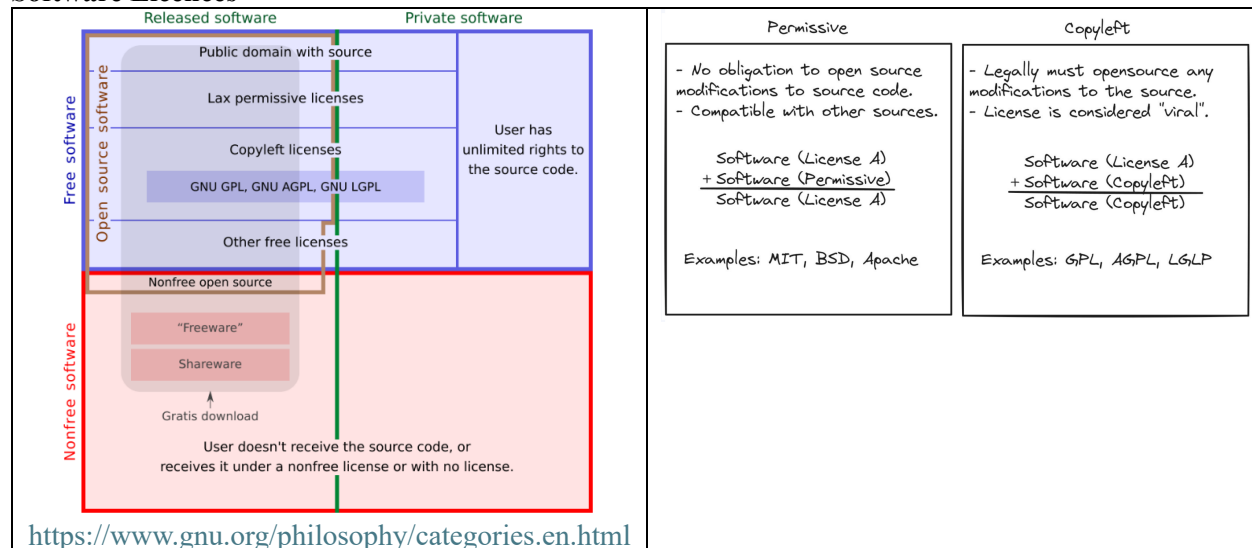 Software Licences
Released software
Private software
Free software
Open source software
Public domain with source
Lax permissive licenses
Copyleft licenses
GNU GPL, GNU AGPL, GNU LGPL
Other free licenses
User has
unlimited rights to
the source code.
Nonfree software
Nonfree open source
“Freeware”
Shareware
Gratis download
User doesn't receive the source code, or
receives it under a nonfree license or with no license.
https://www.gnu.org/philosophy/categories.en.html
Permissive
- No obligation to open source
modifications to source code.
- Compatible with other sources.
Software (License A)
+ Software (Permissive)
Software (License A)
Examples: MIT, BSD, Apache
Copyleft
- Legally must opensource any
modifications to the source.
- License is considered "viral".
Software (License A)
+ Software (Copyleft)
Software (Copyleft)
Examples: GPL, AGPL, LGLP